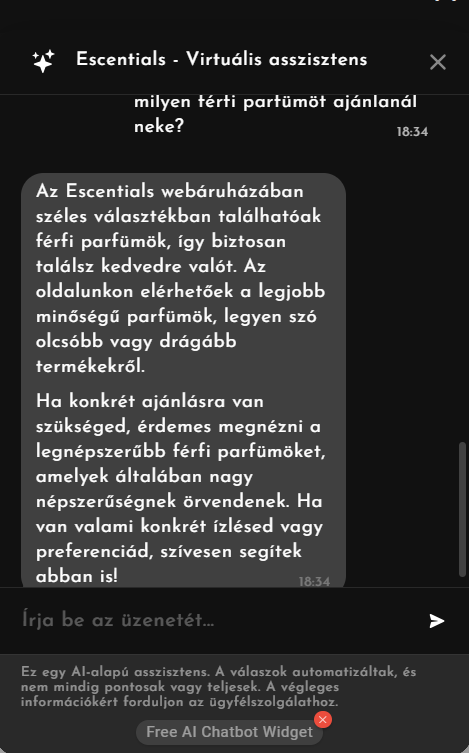 Escentials - Virtuális asszisztens
milyen férfi parfümöt ajánlanál
neke?
18:34
Az Escentials webáruházában
széles választékban találhatóak
férfi parfümök, így biztosan
találsz kedvedre valót. Az
oldalunkon elérhetőek a legjobb
minőségű parfümök, legyen szó
olcsóbb vagy drágább
termékekről.
Ha konkrét ajánlásra van
szükséged, érdemes megnézni a
legnépszerűbb férfi parfümöket,
amelyek általában nagy
népszerűségnek örvendenek. Ha
van valami konkrét ízlésed vagy
preferenciád, szívesen segítek
abban is!
18:34
Írja be az üzenetét...
Ez egy AI-alapú asszisztens. A válaszok automatizáltak, és
nem mindig pontosak vagy teljesek. A végleges
információkért forduljon az ügyfélszolgálathoz.
Free AI Chatbot Widget